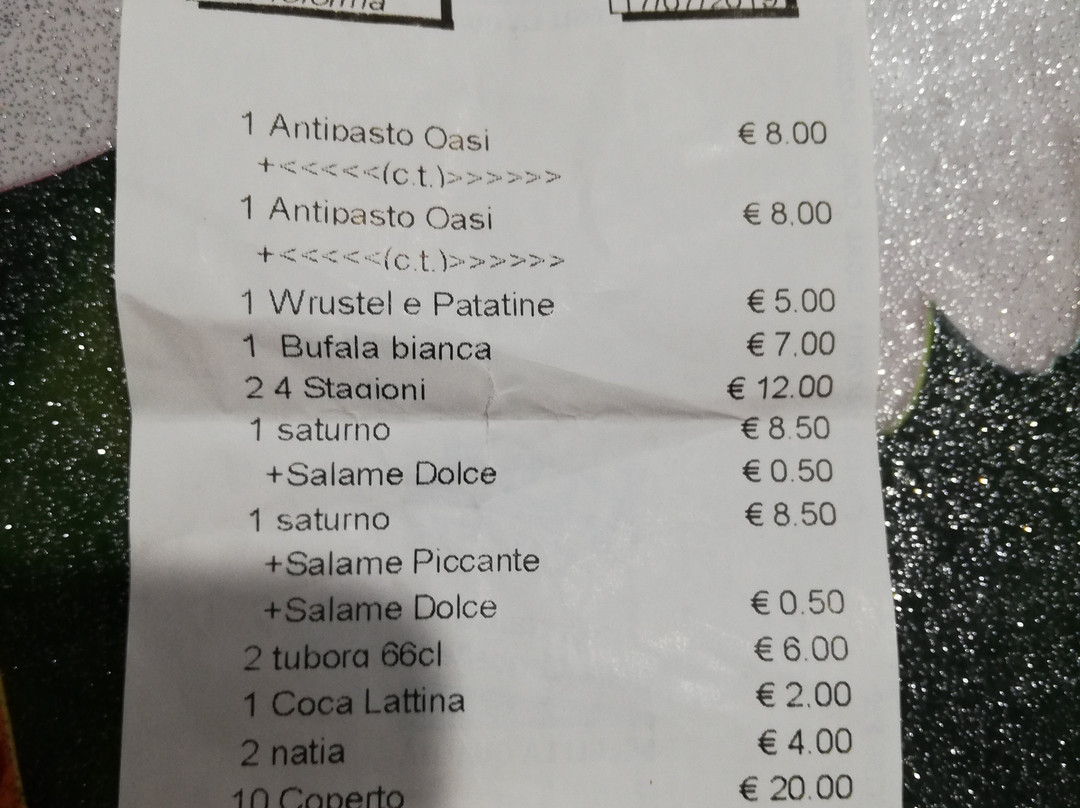 1 Antipasto Oasi € 8.00
+<<<<<(c.t.)>>>>>>
1 Antipasto Oasi € 8.00
+<<<<<(c.t.)>>>>>>
1 Wrustel e Patatine € 5.00
1 Bufala bianca € 7.00
2 4 Stagioni € 12.00
1 saturno € 8.50
+Salame Dolce € 0.50
1 saturno € 8.50
+Salame Piccante
+Salame Dolce € 0.50
2 tuborg 66cl € 6.00
1 Coca Lattina € 2.00
2 natia € 4.00
10 Coperto € 20.00